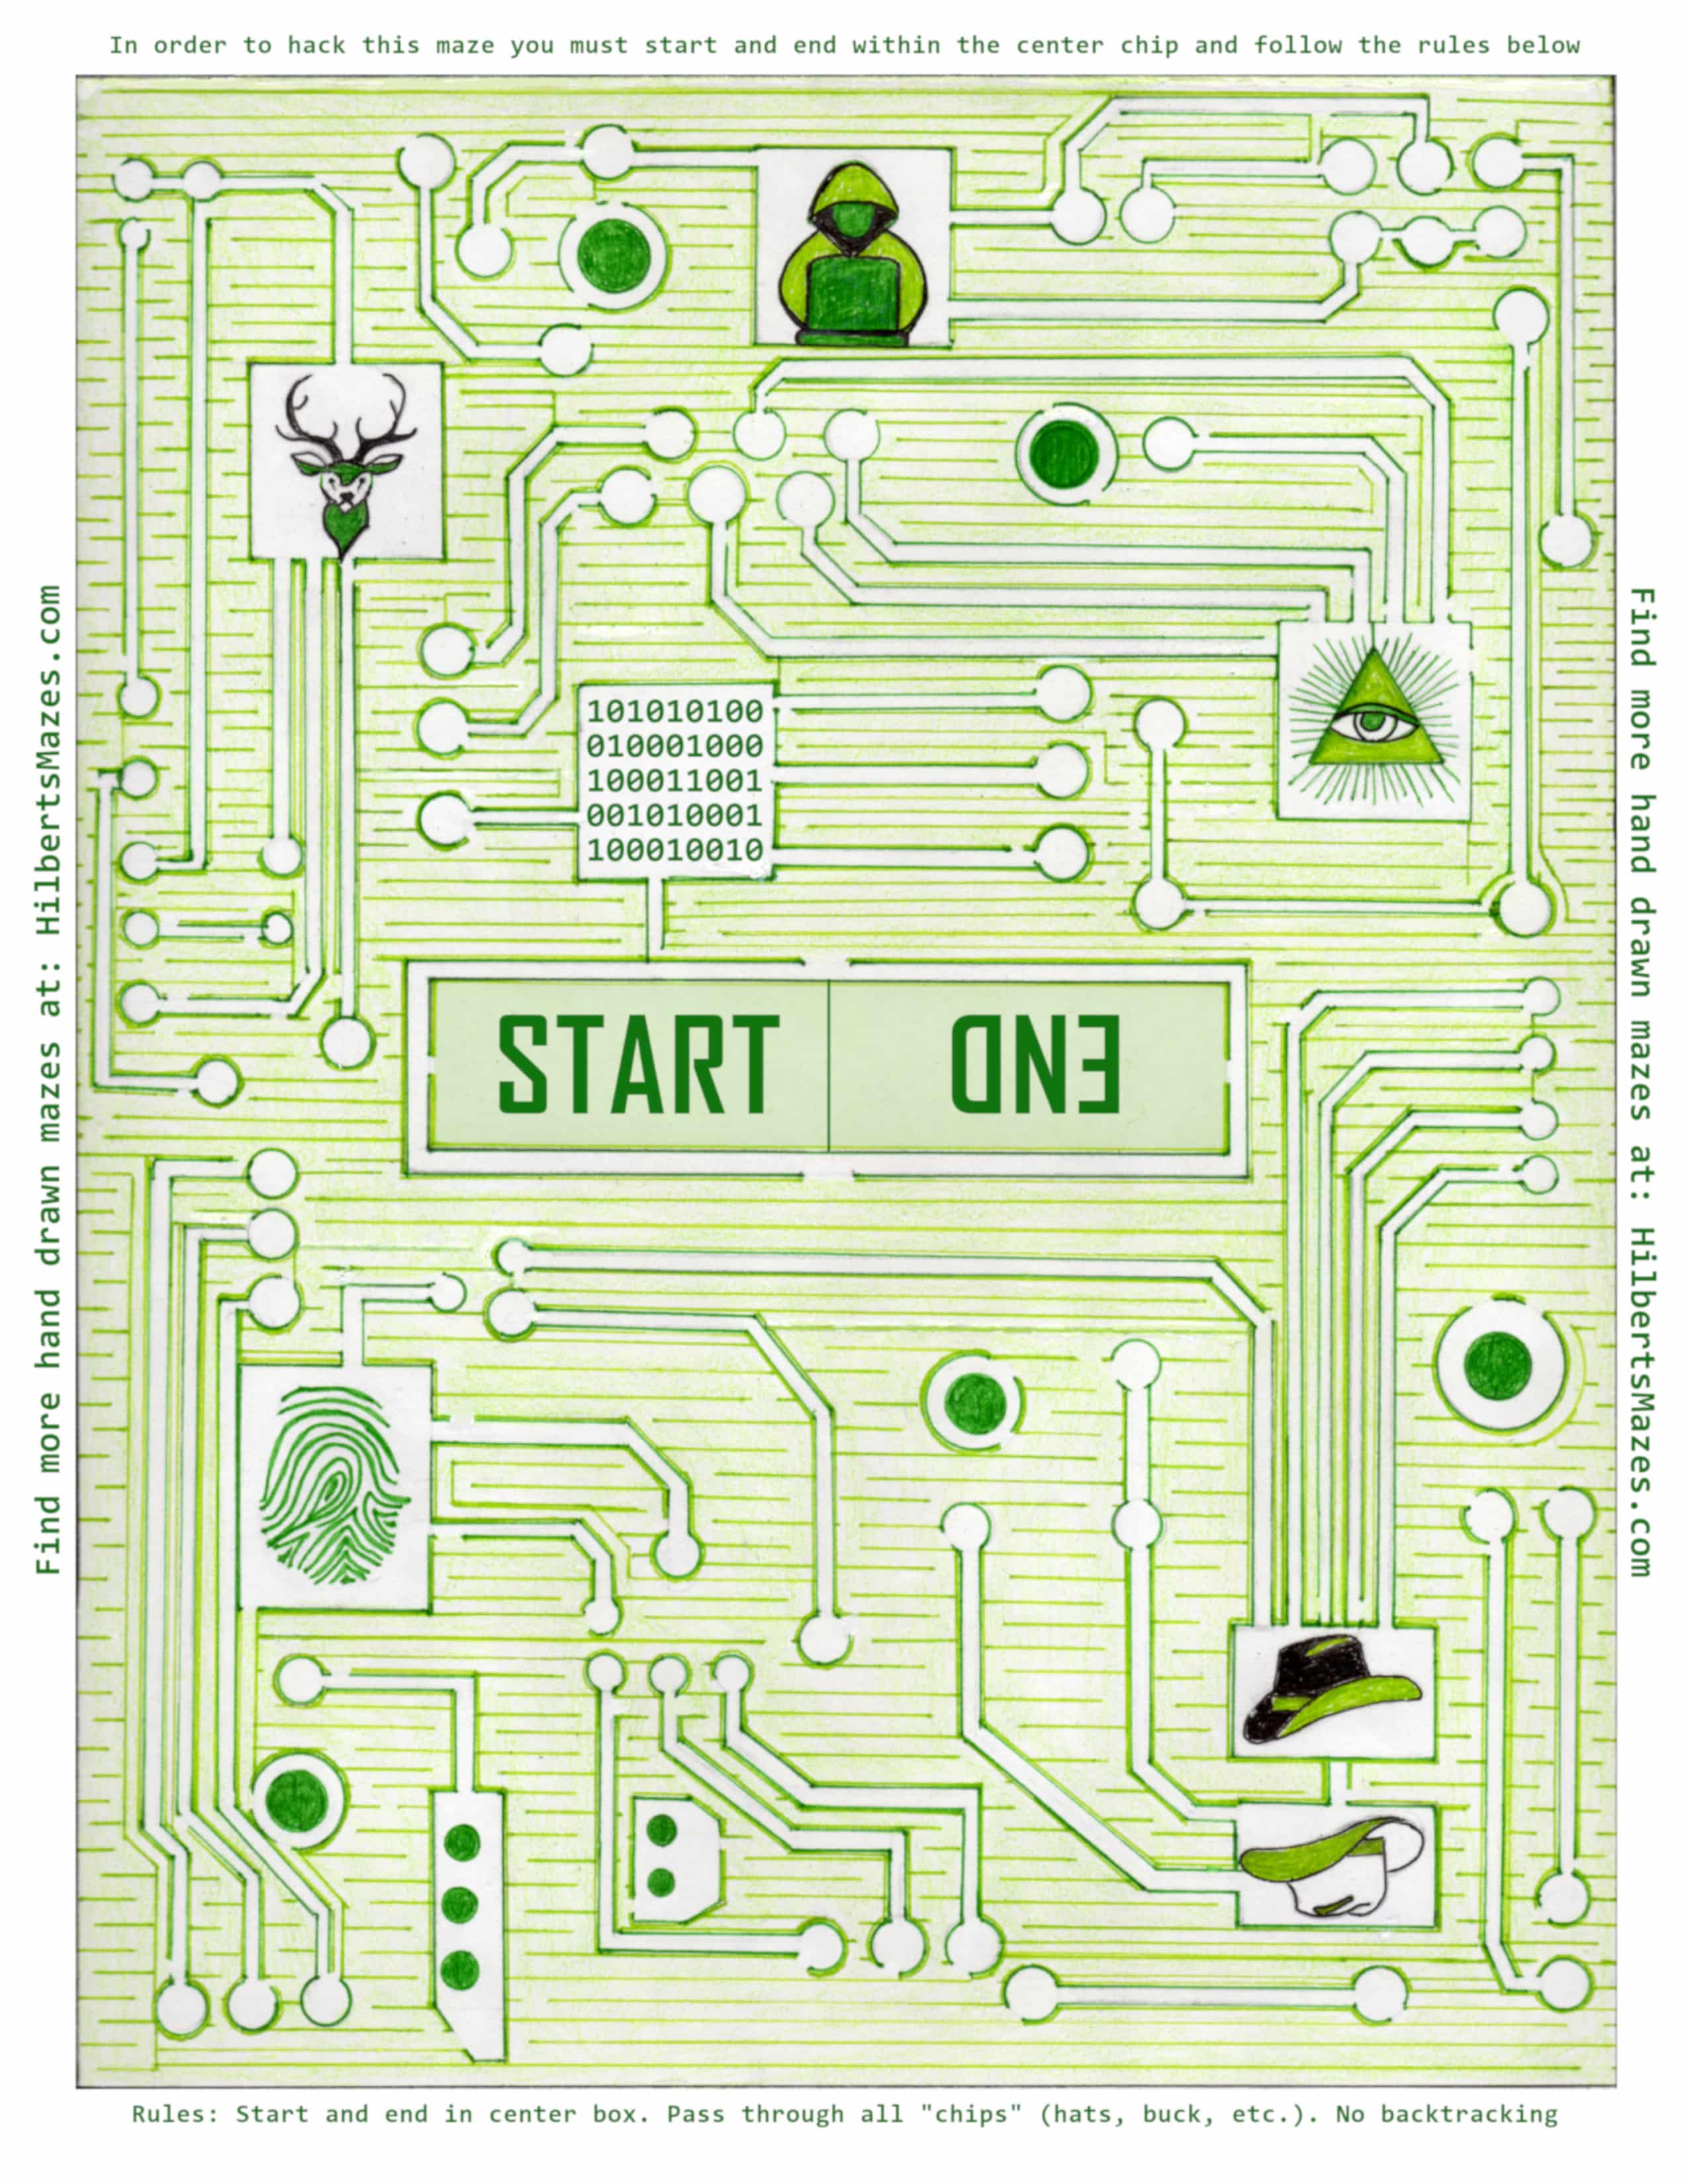 In order to hack this maze you must start and end within the center chip and follow the rules below
Find more hand drawn mazes at: HilbertsMazes.com
Find more hand drawn mazes at: HilbertsMazes.com
101010100
010001000
100011001
001010001
100010010
START
END
Rules: Start and end in center box. Pass through all "chips" (hats, buck, etc.). No backtracking